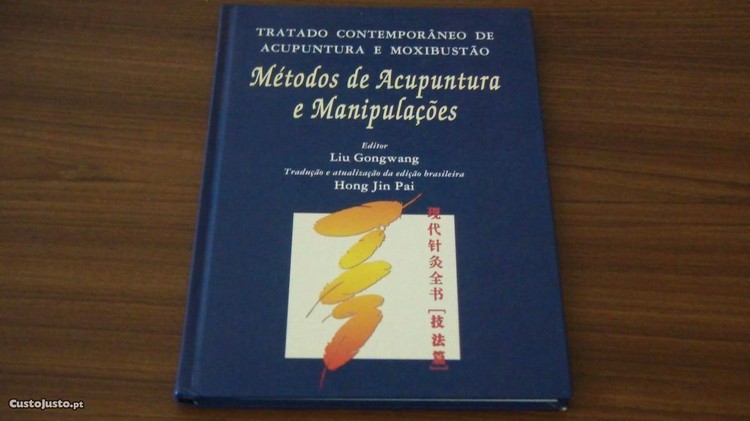 TRATADO CONTEMPORÂNEO DE
ACUPUNTURA E MOXIBUSTÃO
Métodos de Acupuntura
e Manipulações
Editor
Liu Gongwang
Tradução e atualização da edição brasileira
Hong Jin Pai
现代针灸全书[技法篇]
CustoJusto.pt